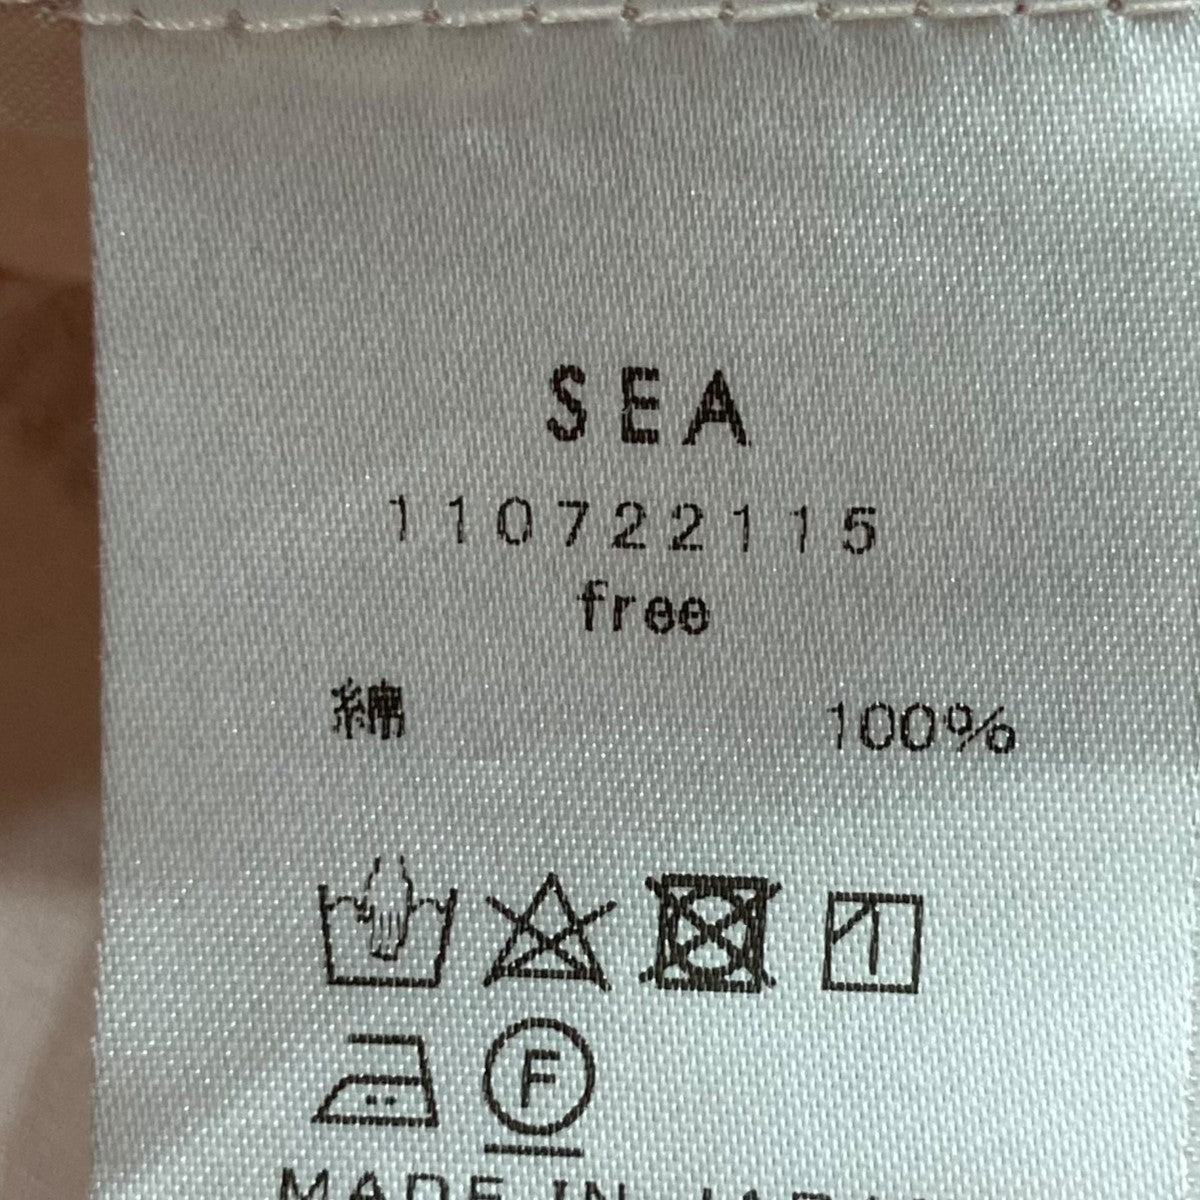 SEA
110722115
free
綿 100%
F
MADE IN JAPAN